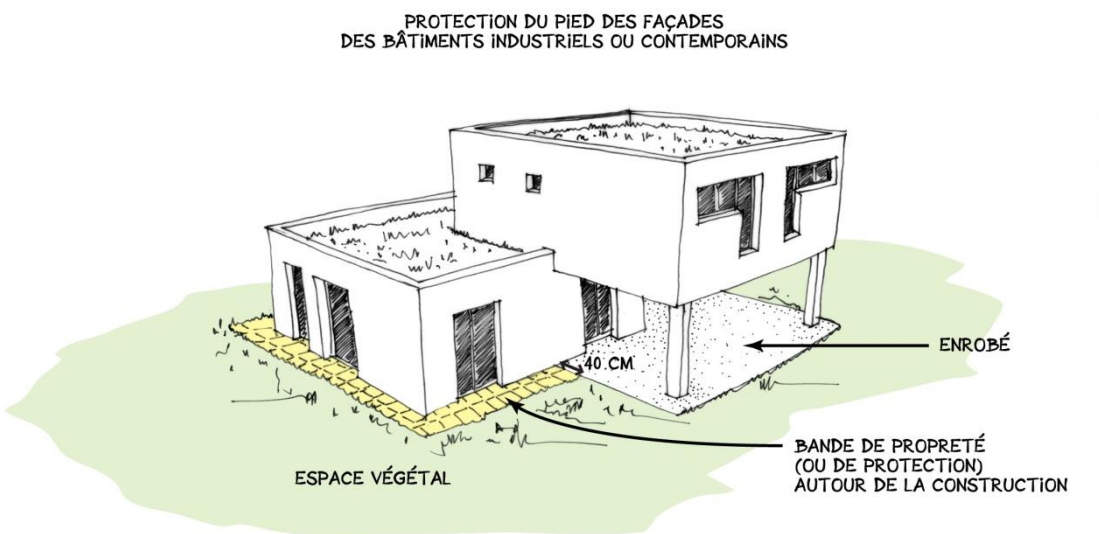 PROTECTION DU PiED DES FAÇADES
DES BÂTiMENTS iNDUSTRiELS OU CONTEMPORAiNS
40 CM
ENROBÉ
BANDE DE PROPRETÉ
(OU DE PROTECTiON)
AUTOUR DE LA CONSTRUCTiON
ESPACE VÉGÉTAL